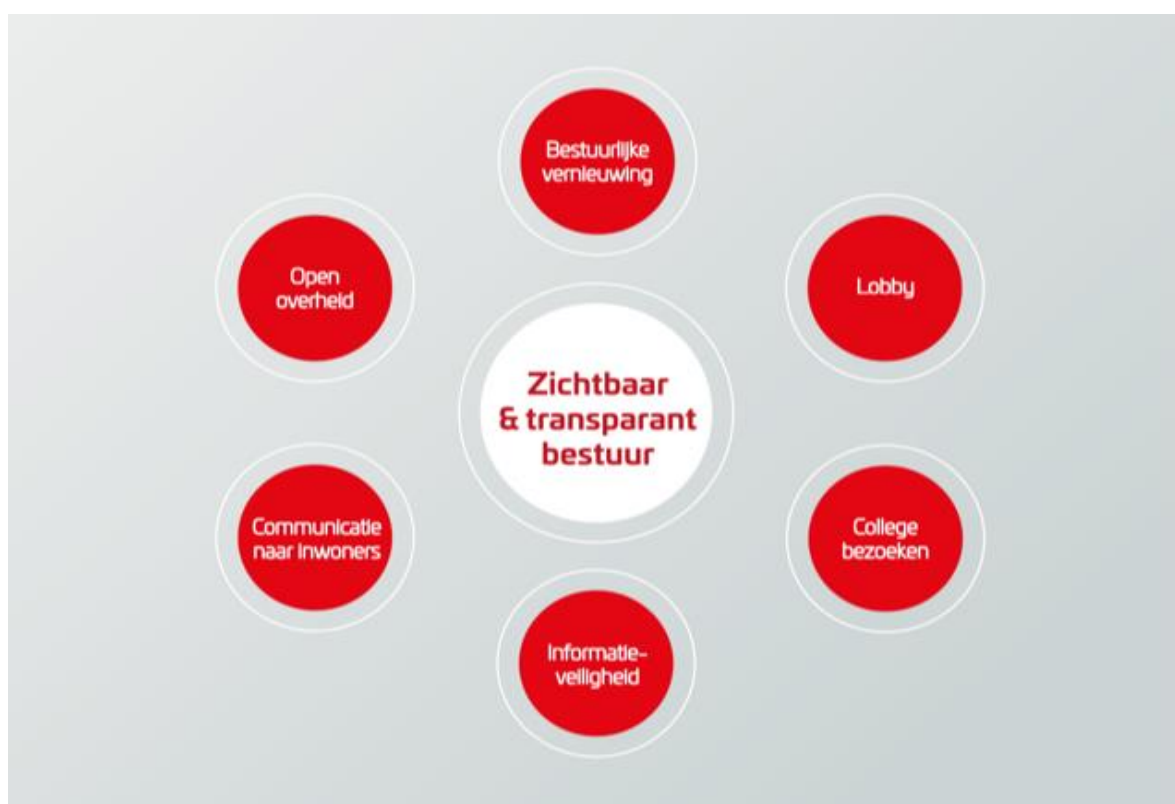 Bestuurlijke
vernieuwing
Open
overheid
Lobby
Zichtbaar
& transparant
bestuur
Communicatie
naar inwoners
College
bezoeken
Informatie-
veiligheid